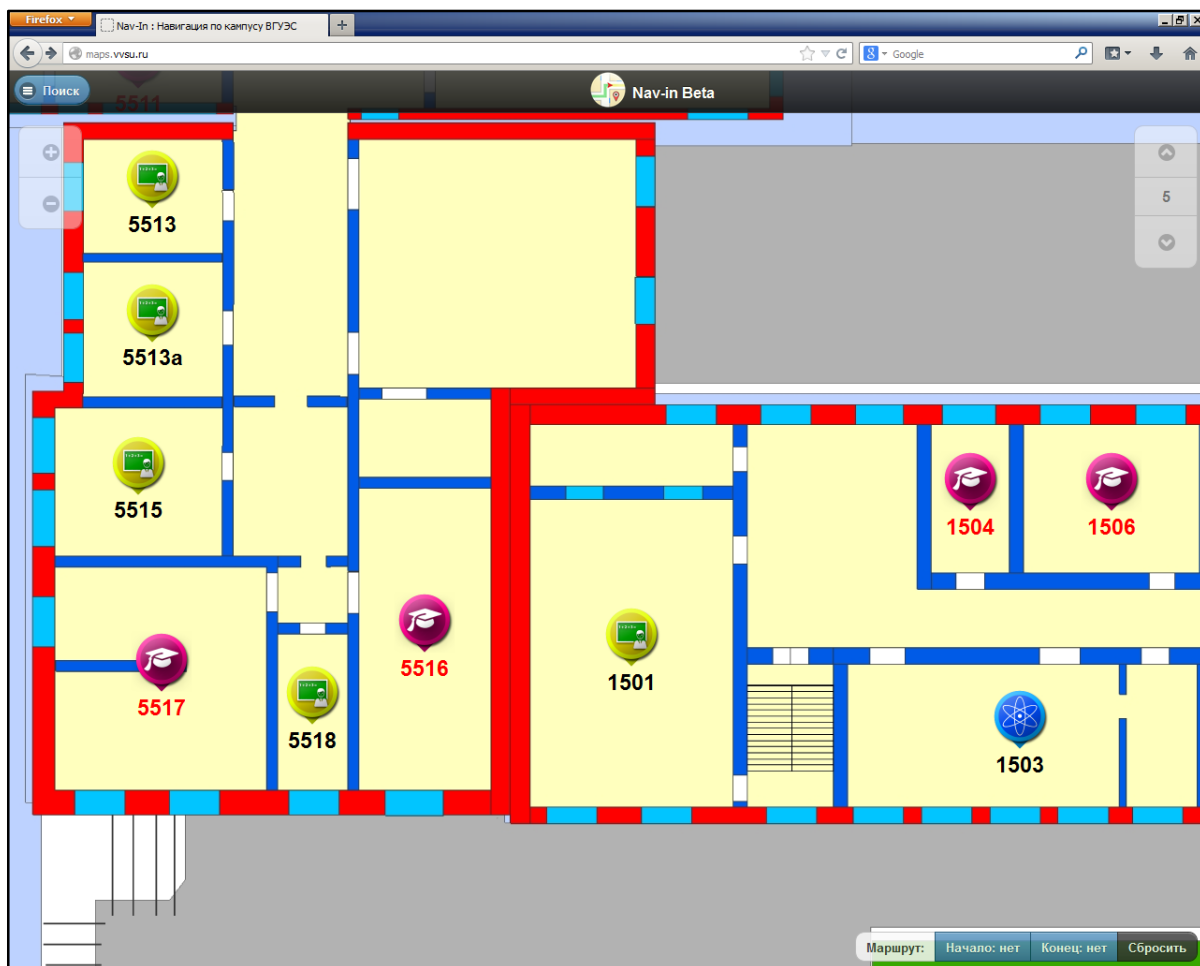 Firefox
Nav-In : Навигация по кампусу ВГУЭС
maps.vvsu.ru
Google
Поиск
Nav-in Beta
5511
5513
5
5513а
5515
1504
1506
5517
5518
5516
1501
1503
Маршрут: Начало: нет Конец: нет Сбросить